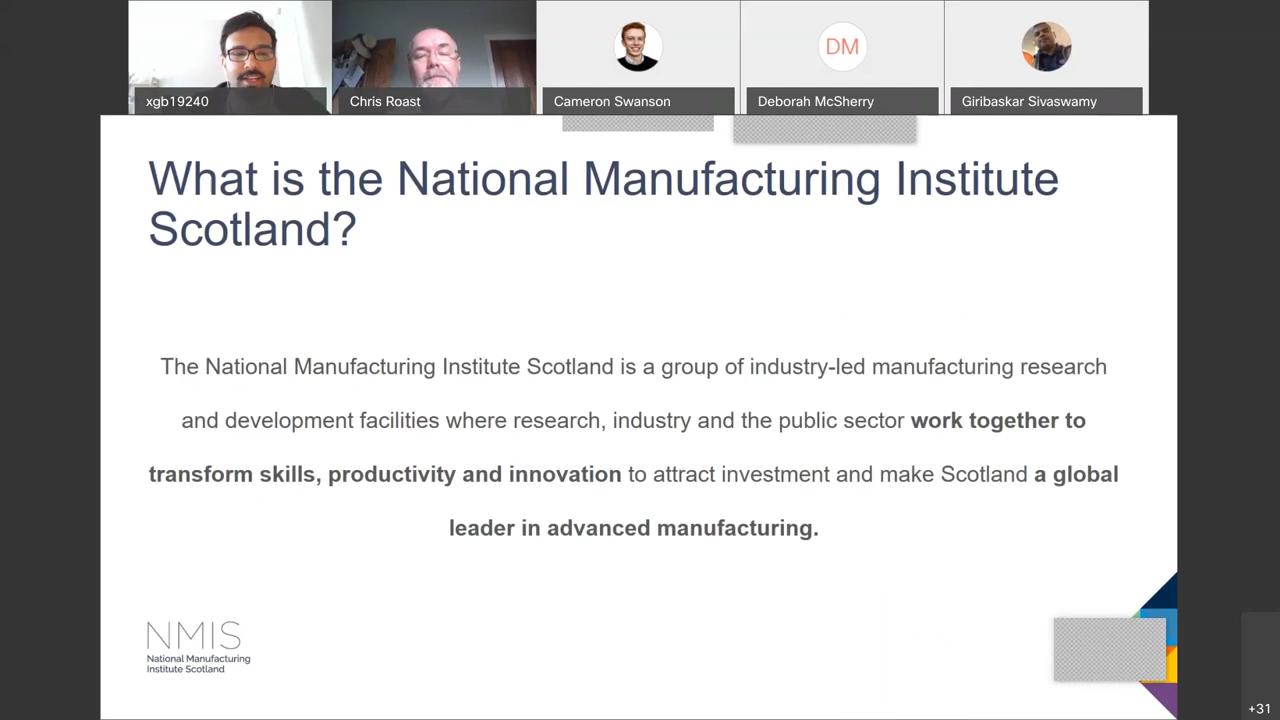 DM
xgb19240
Chris Roast
Cameron Swanson
Deborah McSherry
Giribaskar Sivaswamy
What is the National Manufacturing Institute
Scotland?
The National Manufacturing Institute Scotland is a group of industry-led manufacturing research
and development facilities where research, industry and the public sector work together to
transform skills, productivity and innovation to attract investment and make Scotland a global
leader in advanced manufacturing.
NMIS
National Manufacturing
Institute Scotland
+31